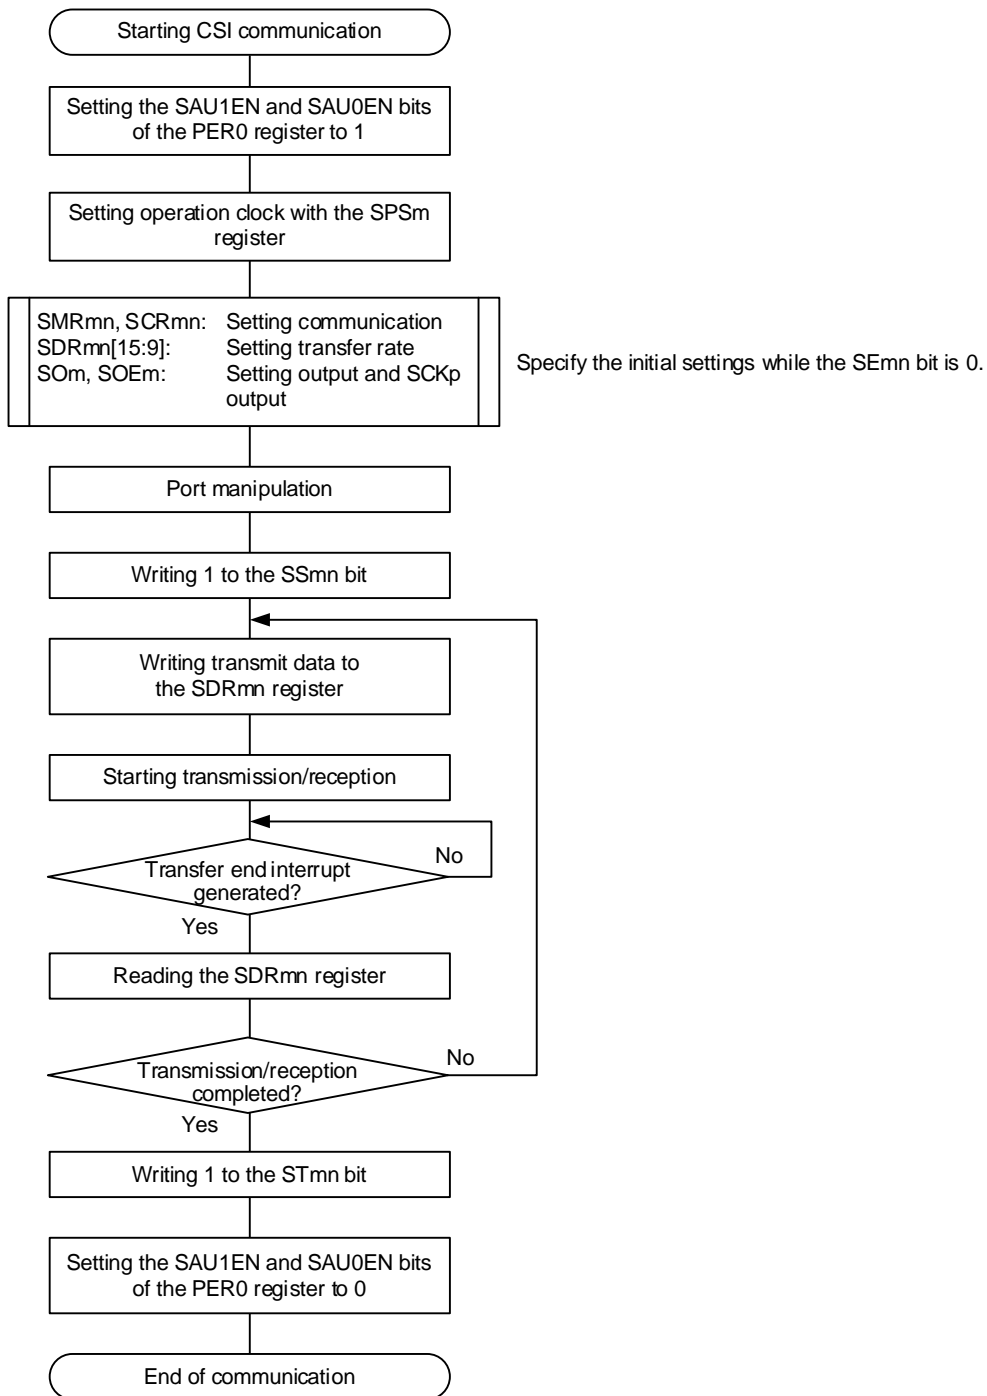 Starting CSI communication
Setting the SAU1EN and SAU0EN bits
of the PER0 register to 1
Setting operation clock with the SPSm
register
SMRmn, SCRmn: Setting communication
SDRmn[15:9]: Setting transfer rate
SOm, SOEm: Setting output and SCKp
output
Specify the initial settings while the SEmn bit is 0.
Port manipulation
Writing 1 to the SSmn bit
Writing transmit data to
the SDRmn register
Starting transmission/reception
Transfer end interrupt
generated?
No
Yes
Reading the SDRmn register
Transmission/reception
completed?
No
Yes
Writing 1 to the STmn bit
Setting the SAU1EN and SAU0EN bits
of the PER0 register to 0
End of communication